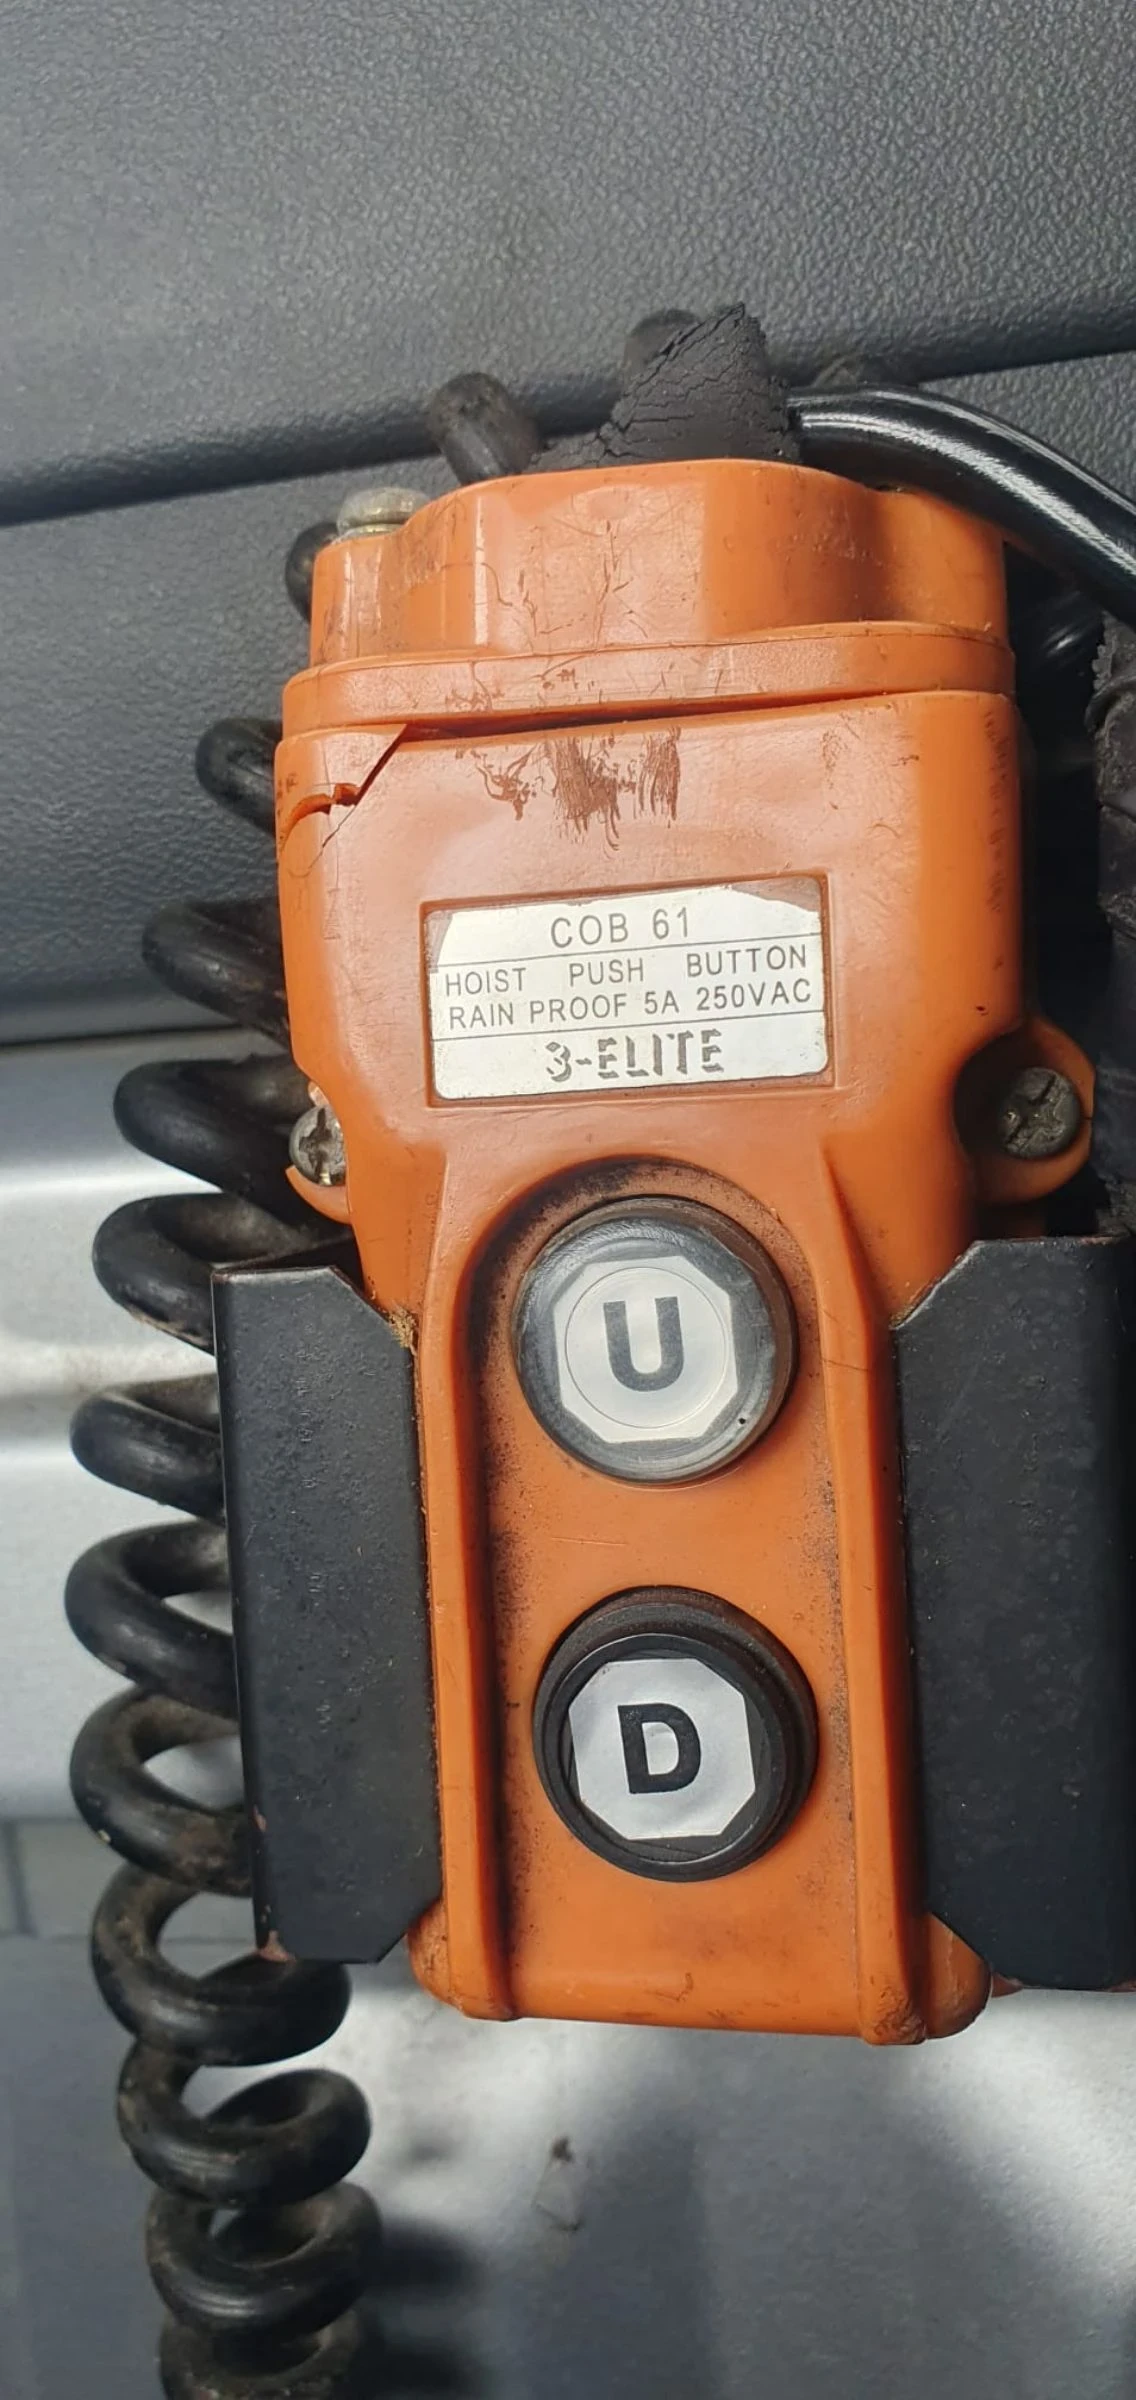 COB 61
HOIST PUSH BUTTON
RAIN PROOF 5A 250VAC
3-ELITE
U
D